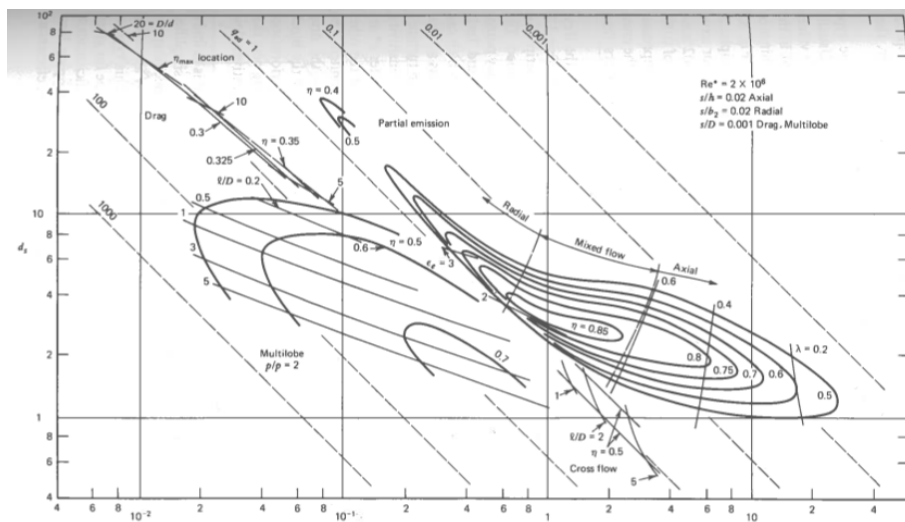 10²
8
6
4
2
10
8
6
4
2
1
8
6
4
dₛ
20 = D/d
10
ηmax location
10
Drag
0.3
0.325
η = 0.35
5
ℓ/D = 0.2
100
1000
0.1
0.01
0.001
η = 0.4
0.5
Partial emission
Re* = 2 × 10⁶
s/h = 0.02 Axial
s/b₂ = 0.02 Radial
s/D = 0.001 Drag, Multilobe
0.5
1
3
5
0.6
η = 0.5
= 3
2
Radial
Mixed flow
Axial
0.6
0.4
λ = 0.2
η = 0.85
0.8
0.75
0.7
0.6
0.5
Multilobe
p/p = 2
0.7
1
ℓ/D = 2
η = 0.5
Cross flow
5
4
6
8
10⁻²
2
4
6
8
10⁻¹
2
4
6
8
1
2
4
6
8
10
2
4